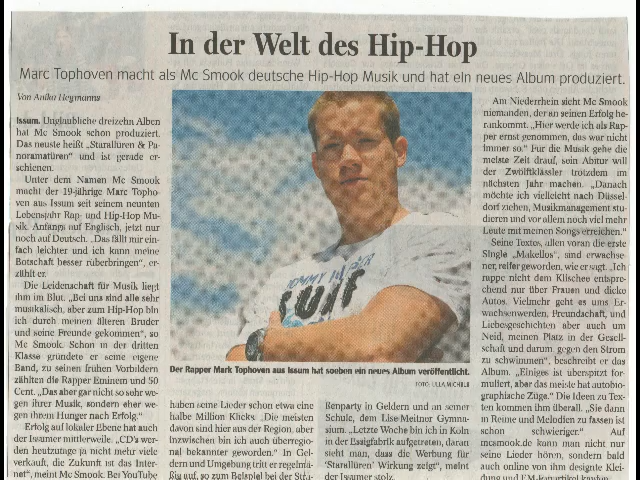 In der Welt des Hip-Hop
Marc Tophoven macht als Mc Smook deutsche Hip-Hop Musik und hat ein neues Album produziert.
Von Anika Heymanns
Issum. Unglaubliche dreizehn Alben
hat Mc Smook schon produziert.
Das neuste heißt "Starallüren & Pa-
noramatüren" und ist gerade er-
schienen.
Unter dem Namen Mc Smook
macht der 19-jährige Marc Topho-
ven aus Issum seit seinem neunten
Lebensjahr Rap- und Hip-Hop Mu-
sik. Anfangs auf Englisch, jetzt nur
noch auf Deutsch. „Das fällt mir ein-
fach leichter und ich kann meine
Botschaft besser rüberbringen", er-
zählt er.
Die Leidenschaft für Musik liegt
ihm im Blut. „Bei uns sind alle sehr
musikalisch, aber zum Hip-Hop bin
ich durch meinen älteren Bruder
und seine Freunde gekommen", so
Mc Smook. Schon in der dritten
Klasse gründete er seine eigene
Band, zu seinen frühen Vorbildern
zählten die Rapper Eminem und 50
Cent. „Das aber gar nicht so sehr we-
gen ihrer Musik, sondern eher we-
gen ihrem Hunger nach Erfolg."
Erfolg auf lokaler Ebene hat auch
der Issumer mittlerweile. „CD's wer-
den heutzutage ja nicht mehr viele
verkauft, die Zukunft ist das Inter-
net", meint Mc Smook. Bei YouTube
TOMMY HILFIGER
SURF
Der Rapper Mark Tophoven aus Issum hat soeben ein neues Album veröffentlicht.
FOTO: ULLA MICHELS
haben seine Lieder schon etwa eine
halbe Million Klicks. „Die meisten
davon sind hier aus der Region, aber
inzwischen bin ich auch überregio-
nal bekannter geworden." In Gel-
dern und Umgebung tritt er regelmä-
ßig auf, so zum Beispiel bei der Stra-
ßenparty in Geldern und an seiner
Schule, dem Lise-Meitner Gymna-
sium. „Letzte Woche bin ich in Köln
in der Essigfabrik aufgetreten, daran
sieht man, dass die Werbung für
'Starallüren' Wirkung zeigt", meint
der Issumer stolz.
Am Niederrhein sieht Mc Smook
niemanden, der an seinen Erfolg he-
rankommt. „Hier werde ich als Rap-
per ernst genommen, das war nicht
immer so." Für die Musik gehe die
meiste Zeit drauf, sein Abitur will
der Zwölftklässler trotzdem im
nächsten Jahr machen. „Danach
möchte ich vielleicht nach Düssel-
dorf ziehen, Musikmanagement stu-
dieren und vor allem noch viel mehr
Leute mit meinen Songs erreichen."
Seine Texte, allen voran die erste
Single „Makellos", sind erwachse-
ner, reifer geworden, wie er sagt. „Ich
rappe nicht dem Klischee entspre-
chend nur über Frauen und dicke
Autos. Vielmehr geht es ums Er-
wachsenwerden, Freundschaft, und
Liebesgeschichten aber auch um
Neid, meinen Platz in der Gesell-
schaft und darum, gegen den Strom
zu schwimmen", beschreibt er das
Album. „Einiges ist überspitzt for-
muliert, aber das meiste hat autobio-
graphische Züge." Die Ideen zu Tex-
ten kommen ihm überall. „Sie dann
in Reime und Melodien zu fassen ist
schon schwieriger." Auf
mcsmook.de kann man nicht nur
seine Lieder hören, sondern bald
auch online von ihm designte Klei-
dung und FM-Fanartikel kaufen.